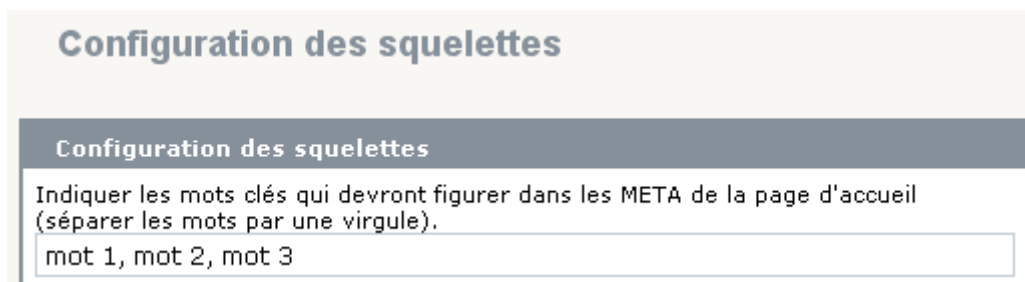 Configuration des squelettes
Configuration des squelettes
Indiquer les mots clés qui devront figurer dans les META de la page d'accueil
(séparer les mots par une virgule).
mot 1, mot 2, mot 3